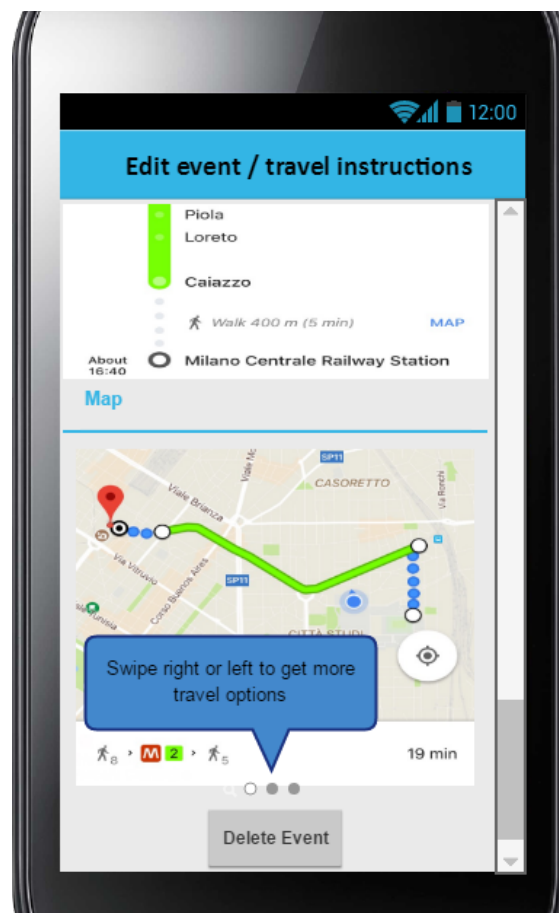 12:00
Edit event / travel instructions
Piola
Loreto
Caiazzo
Walk 400 m (5 min) MAP
About
16:40
Milano Centrale Railway Station
Map
SP11
CASORETTO
Viale Brianza
Via Ronchi
Via Vitruvio
SP11
Corso Buenos Aires
CITTÀ STUDI
Swipe right or left to get more
travel options
8 › M 2 › 5 19 min
Delete Event